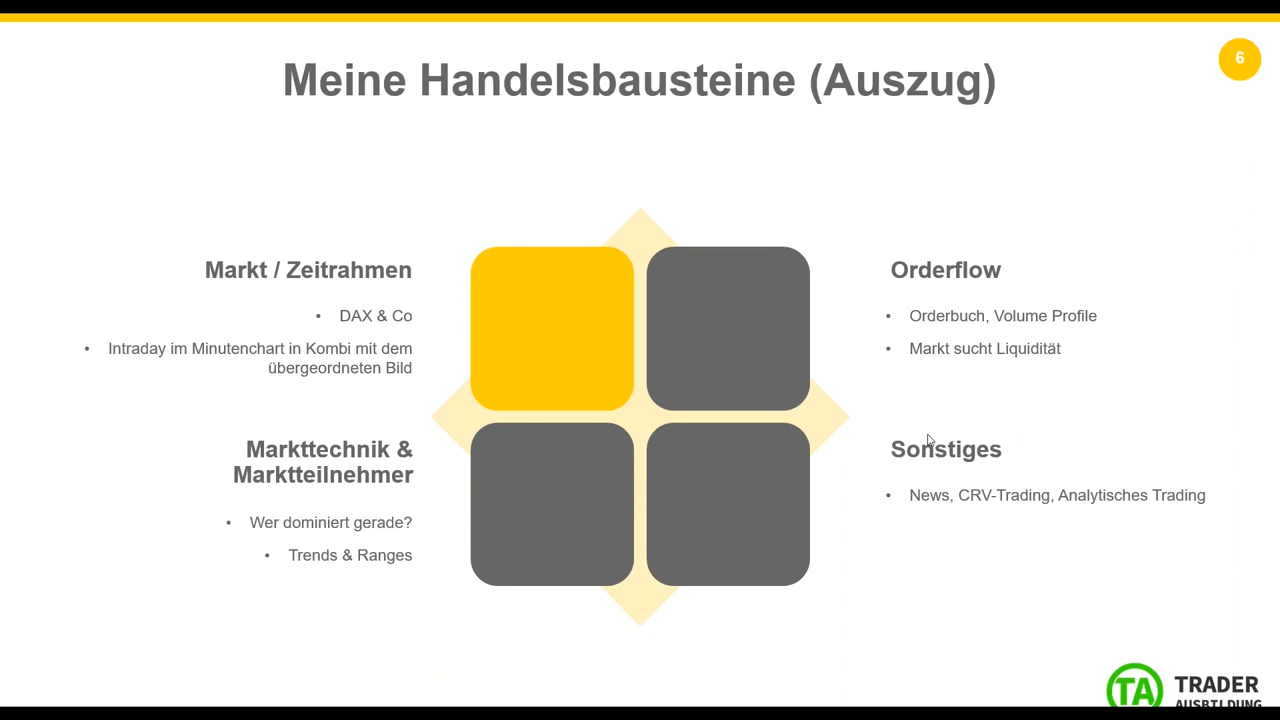 6
Meine Handelsbausteine (Auszug)
Markt / Zeitrahmen
• DAX & Co
• Intraday im Minutenchart in Kombi mit dem
übergeordneten Bild
Orderflow
• Orderbuch, Volume Profile
• Markt sucht Liquidität
Markttechnik &
Marktteilnehmer
• Wer dominiert gerade?
• Trends & Ranges
Sonstiges
• News, CRV-Trading, Analytisches Trading
TA
TRADER
AUSBILDUNG